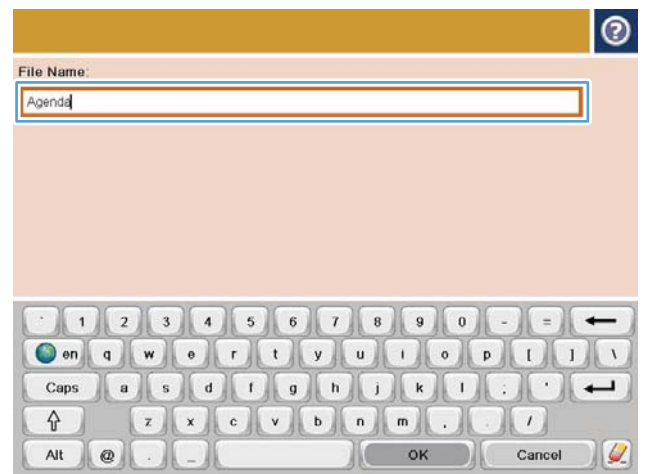 ?
File Name:
Agenda
` 1 2 3 4 5 6 7 8 9 0 - =
en q w e r t y u i o p [ ] \
Caps a s d f g h j k l ; '
z x c v b n m , . /
Alt @ . _ OK Cancel